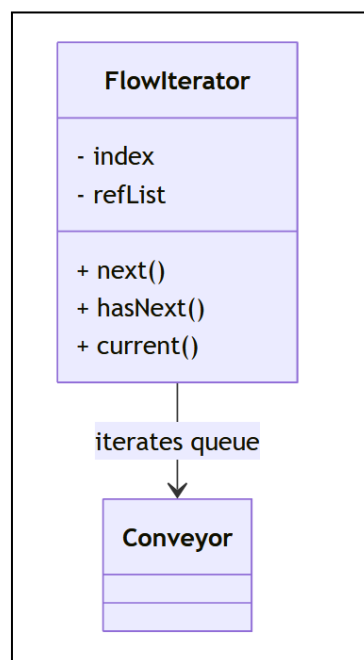 FlowIterator
- index
- refList
+ next()
+ hasNext()
+ current()
iterates queue
Conveyor